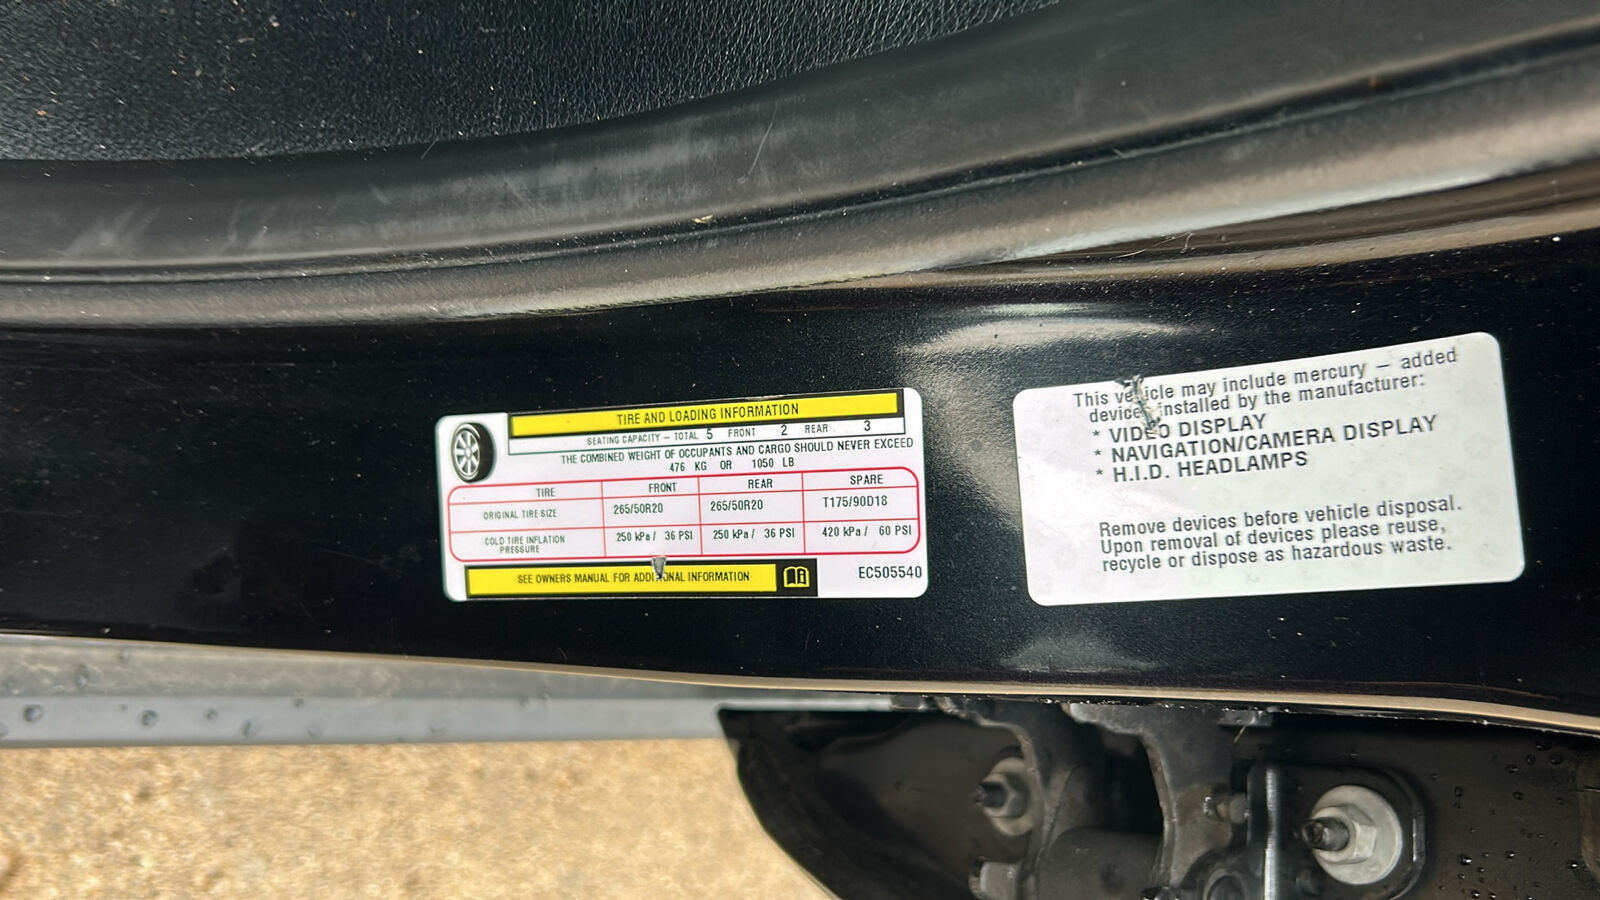 TIRE AND LOADING INFORMATION
SEATING CAPACITY – TOTAL 5 FRONT 2 REAR 3
THE COMBINED WEIGHT OF OCCUPANTS AND CARGO SHOULD NEVER EXCEED
476 KG OR 1050 LB
TIRE FRONT REAR SPARE
ORIGINAL TIRE SIZE 265/50R20 265/50R20 T175/90D18
COLD TIRE INFLATION PRESSURE 250 kPa / 36 PSI 250 kPa / 36 PSI 420 kPa / 60 PSI
SEE OWNERS MANUAL FOR ADDITIONAL INFORMATION
EC505540
This vehicle may include mercury – added
devices installed by the manufacturer:
* VIDEO DISPLAY
* NAVIGATION/CAMERA DISPLAY
* H.I.D. HEADLAMPS
Remove devices before vehicle disposal.
Upon removal of devices please reuse,
recycle or dispose as hazardous waste.